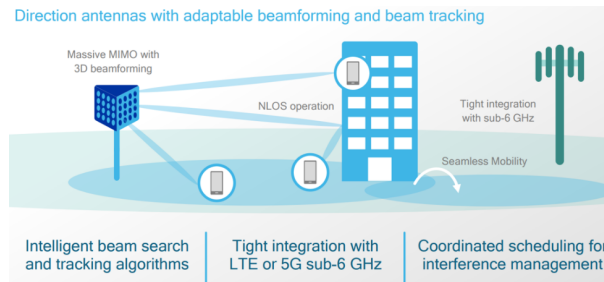 Direction antennas with adaptable beamforming and beam tracking
Massive MIMO with
3D beamforming
NLOS operation
Tight integration
with sub-6 GHz
Seamless Mobility
Intelligent beam search
and tracking algorithms
Tight integration with
LTE or 5G sub-6 GHz
Coordinated scheduling for
interference management